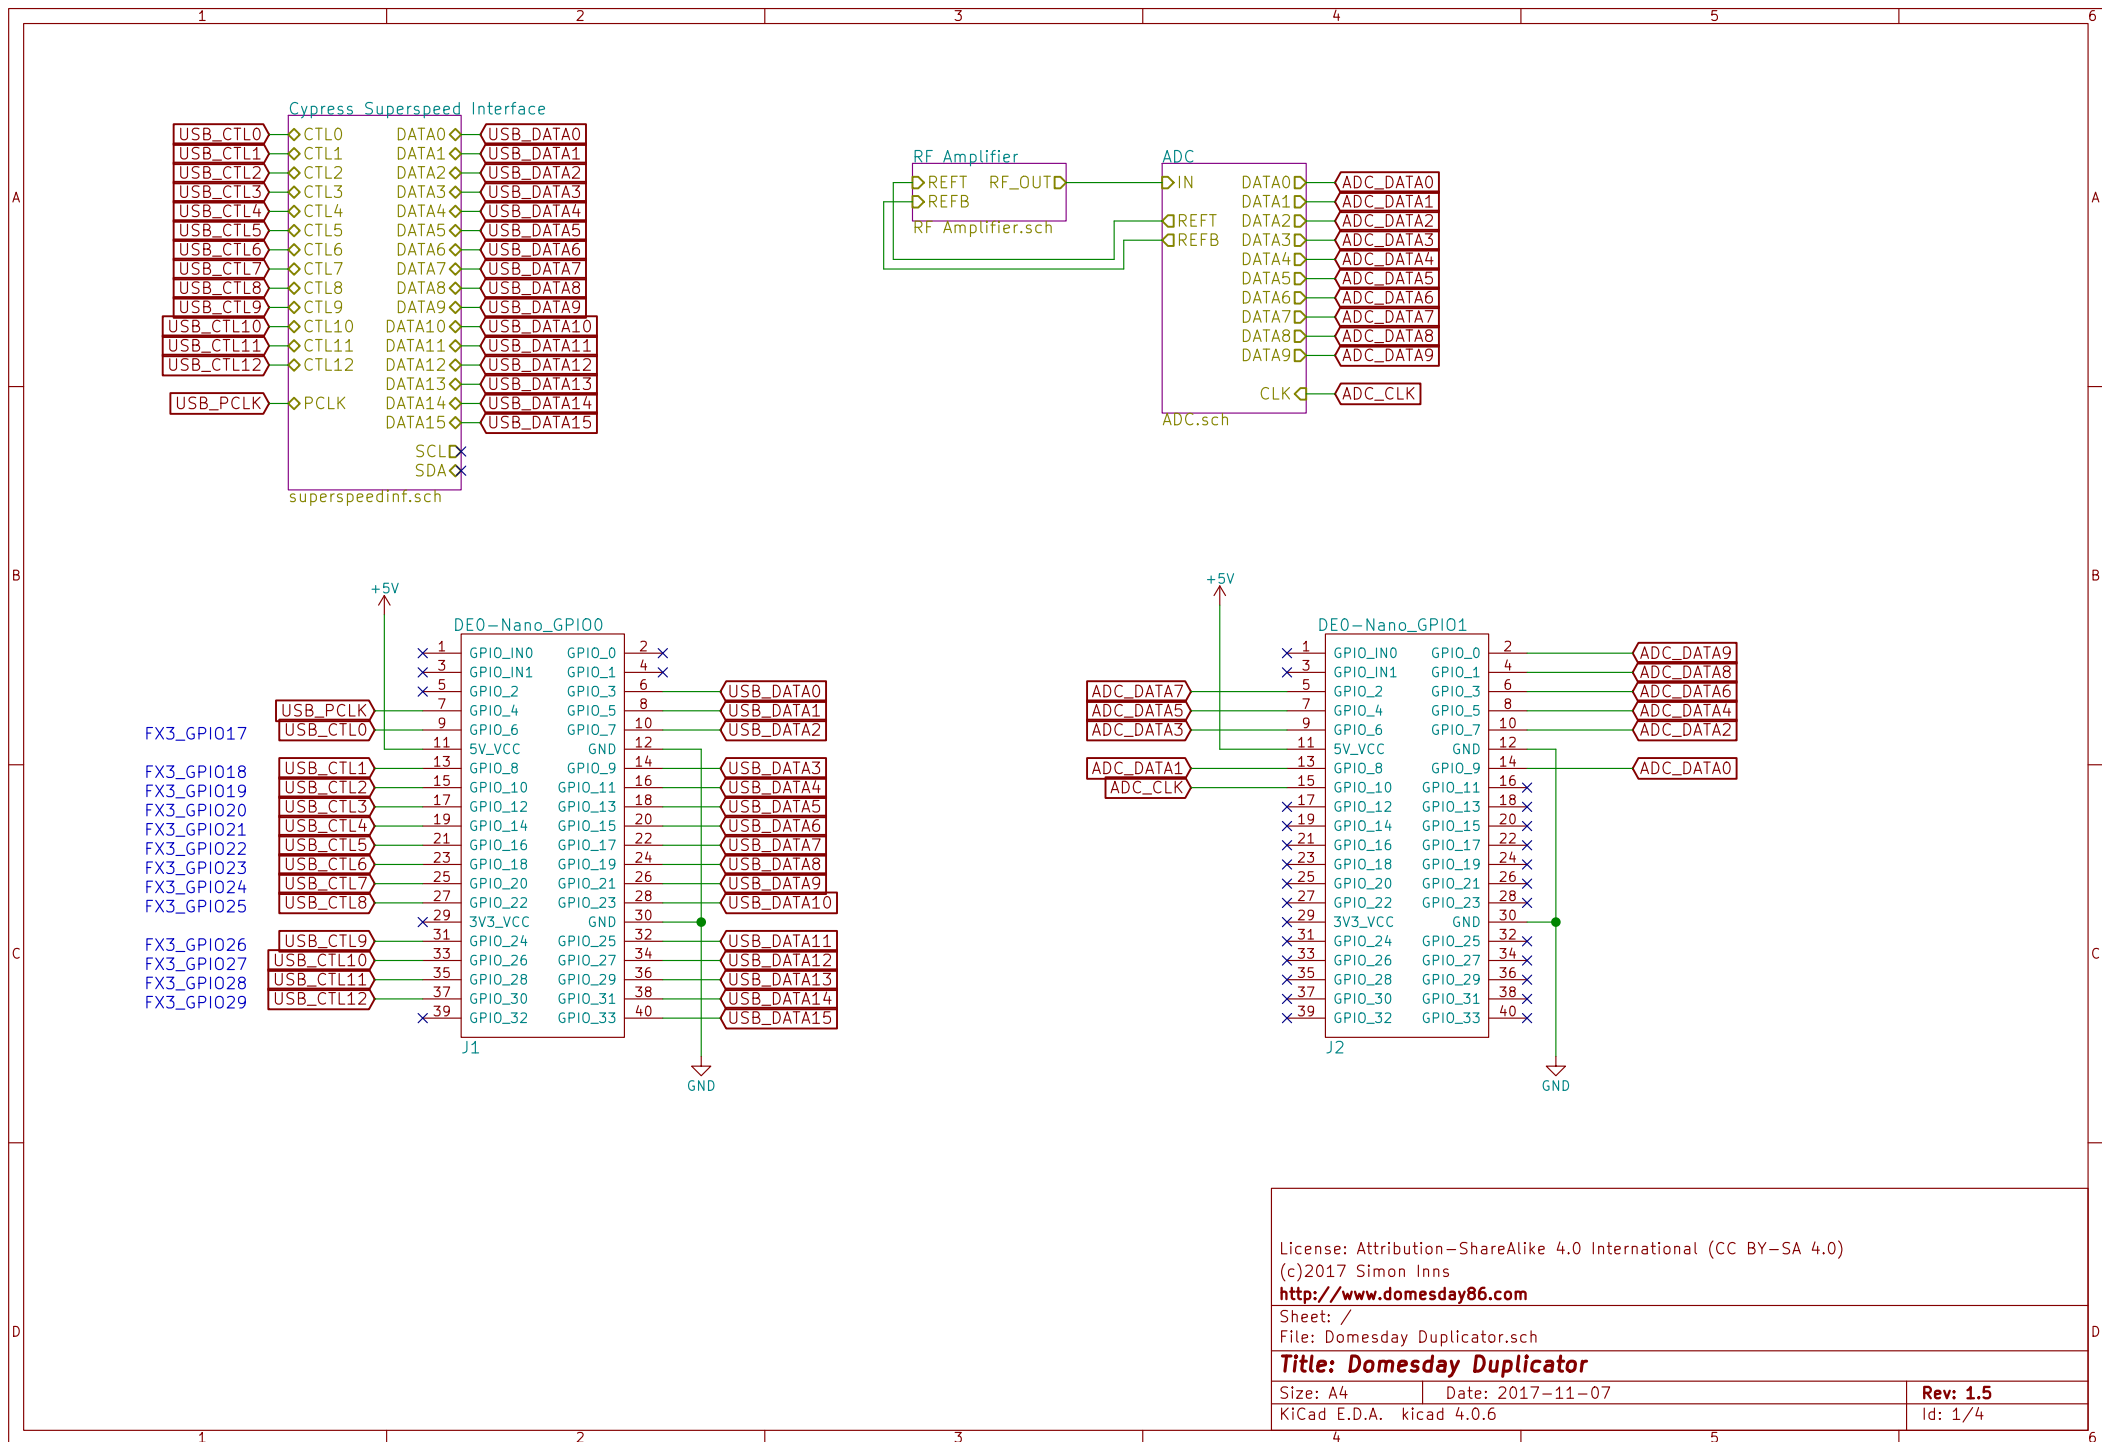 1 2 3 4 5 6
A A
B B
C C
D D
Cypress Superspeed Interface
USB_CTL0 CTL0 DATA0 USB_DATA0
USB_CTL1 CTL1 DATA1 USB_DATA1
USB_CTL2 CTL2 DATA2 USB_DATA2
USB_CTL3 CTL3 DATA3 USB_DATA3
USB_CTL4 CTL4 DATA4 USB_DATA4
USB_CTL5 CTL5 DATA5 USB_DATA5
USB_CTL6 CTL6 DATA6 USB_DATA6
USB_CTL7 CTL7 DATA7 USB_DATA7
USB_CTL8 CTL8 DATA8 USB_DATA8
USB_CTL9 CTL9 DATA9 USB_DATA9
USB_CTL10 CTL10 DATA10 USB_DATA10
USB_CTL11 CTL11 DATA11 USB_DATA11
USB_CTL12 CTL12 DATA12 USB_DATA12
DATA13 USB_DATA13
USB_PCLK PCLK DATA14 USB_DATA14
DATA15 USB_DATA15
SCL
SDA
superspeedinf.sch
RF Amplifier
REFT RF_OUT
REFB
RF Amplifier.sch
ADC
IN DATA0 ADC_DATA0
DATA1 ADC_DATA1
REFT DATA2 ADC_DATA2
REFB DATA3 ADC_DATA3
DATA4 ADC_DATA4
DATA5 ADC_DATA5
DATA6 ADC_DATA6
DATA7 ADC_DATA7
DATA8 ADC_DATA8
DATA9 ADC_DATA9
CLK ADC_CLK
ADC.sch
+5V
DE0-Nano_GPIO0
1 GPIO_IN0 GPIO_0 2
3 GPIO_IN1 GPIO_1 4
5 GPIO_2 GPIO_3 6 USB_DATA0
USB_PCLK 7 GPIO_4 GPIO_5 8 USB_DATA1
FX3_GPIO17 USB_CTL0 9 GPIO_6 GPIO_7 10 USB_DATA2
11 5V_VCC GND 12
FX3_GPIO18 USB_CTL1 13 GPIO_8 GPIO_9 14 USB_DATA3
FX3_GPIO19 USB_CTL2 15 GPIO_10 GPIO_11 16 USB_DATA4
FX3_GPIO20 USB_CTL3 17 GPIO_12 GPIO_13 18 USB_DATA5
FX3_GPIO21 USB_CTL4 19 GPIO_14 GPIO_15 20 USB_DATA6
FX3_GPIO22 USB_CTL5 21 GPIO_16 GPIO_17 22 USB_DATA7
FX3_GPIO23 USB_CTL6 23 GPIO_18 GPIO_19 24 USB_DATA8
FX3_GPIO24 USB_CTL7 25 GPIO_20 GPIO_21 26 USB_DATA9
FX3_GPIO25 USB_CTL8 27 GPIO_22 GPIO_23 28 USB_DATA10
29 3V3_VCC GND 30
FX3_GPIO26 USB_CTL9 31 GPIO_24 GPIO_25 32 USB_DATA11
FX3_GPIO27 USB_CTL10 33 GPIO_26 GPIO_27 34 USB_DATA12
FX3_GPIO28 USB_CTL11 35 GPIO_28 GPIO_29 36 USB_DATA13
FX3_GPIO29 USB_CTL12 37 GPIO_30 GPIO_31 38 USB_DATA14
39 GPIO_32 GPIO_33 40 USB_DATA15
J1
GND
+5V
DE0-Nano_GPIO1
1 GPIO_IN0 GPIO_0 2 ADC_DATA9
3 GPIO_IN1 GPIO_1 4 ADC_DATA8
ADC_DATA7 5 GPIO_2 GPIO_3 6 ADC_DATA6
ADC_DATA5 7 GPIO_4 GPIO_5 8 ADC_DATA4
ADC_DATA3 9 GPIO_6 GPIO_7 10 ADC_DATA2
11 5V_VCC GND 12
ADC_DATA1 13 GPIO_8 GPIO_9 14 ADC_DATA0
ADC_CLK 15 GPIO_10 GPIO_11 16
17 GPIO_12 GPIO_13 18
19 GPIO_14 GPIO_15 20
21 GPIO_16 GPIO_17 22
23 GPIO_18 GPIO_19 24
25 GPIO_20 GPIO_21 26
27 GPIO_22 GPIO_23 28
29 3V3_VCC GND 30
31 GPIO_24 GPIO_25 32
33 GPIO_26 GPIO_27 34
35 GPIO_28 GPIO_29 36
37 GPIO_30 GPIO_31 38
39 GPIO_32 GPIO_33 40
J2
GND
License: Attribution-ShareAlike 4.0 International (CC BY-SA 4.0)
(c)2017 Simon Inns
http://www.domesday86.com
Sheet: /
File: Domesday Duplicator.sch
Title: Domesday Duplicator
Size: A4 Date: 2017-11-07 Rev: 1.5
KiCad E.D.A. kicad 4.0.6 Id: 1/4
1 2 3 4 5 6